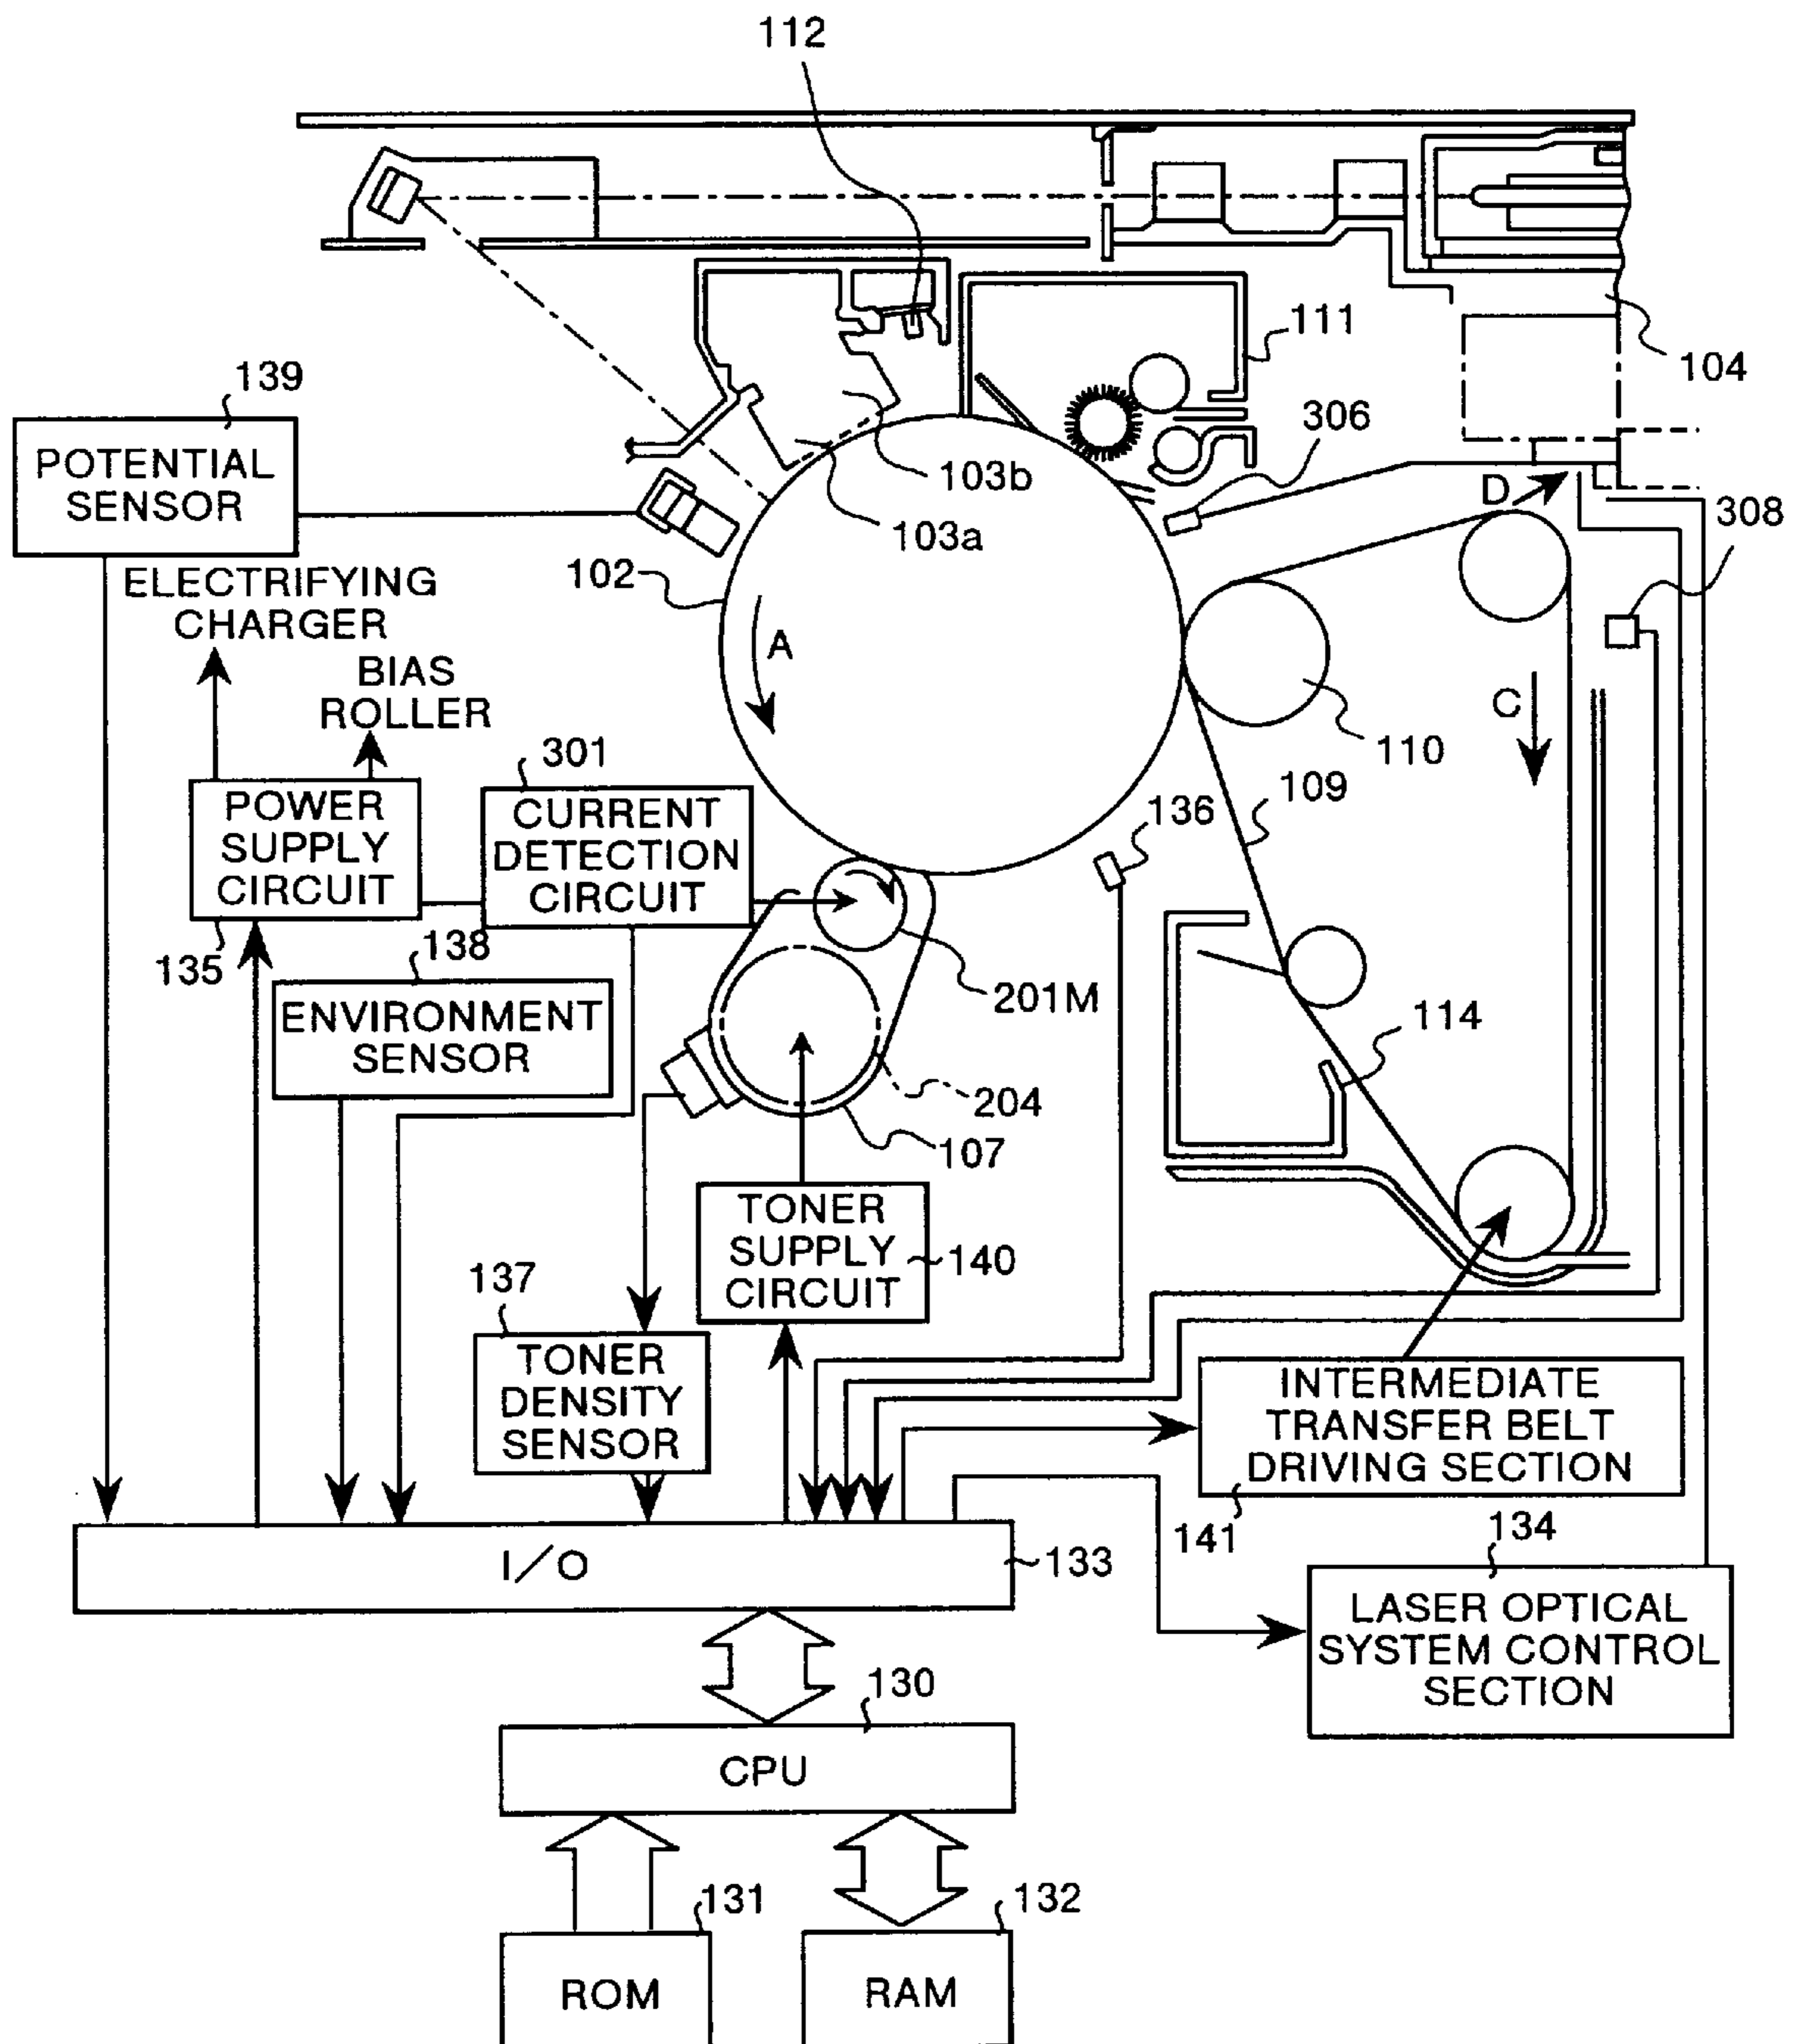 112
111
104
139
306
POTENTIAL
SENSOR
103b
D
308
103a
102
ELECTRIFYING
CHARGER
A
BIAS
ROLLER
C
110
301
109
136
POWER
SUPPLY
CIRCUIT
CURRENT
DETECTION
CIRCUIT
135
138
201M
ENVIRONMENT
SENSOR
114
204
107
TONER
SUPPLY
CIRCUIT
140
137
TONER
DENSITY
SENSOR
INTERMEDIATE
TRANSFER BELT
DRIVING SECTION
141
134
I/O
133
LASER OPTICAL
SYSTEM CONTROL
SECTION
130
CPU
131
132
ROM
RAM